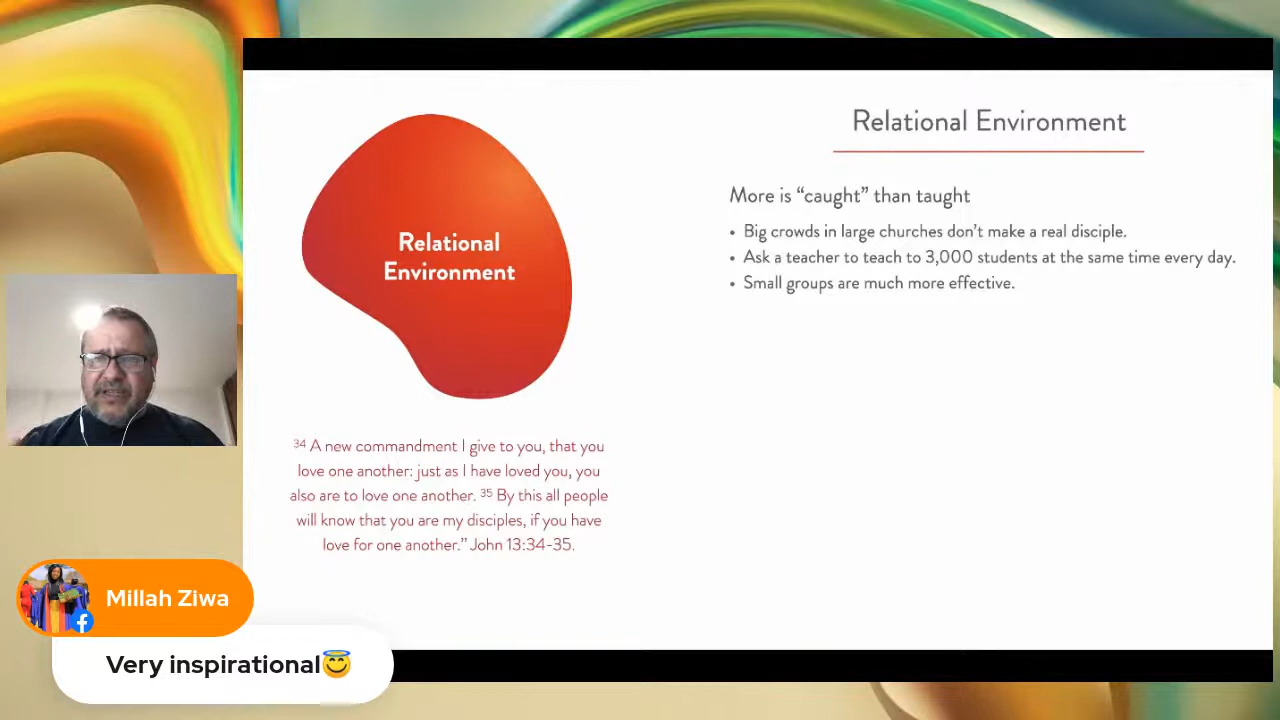 Relational
Environment
34 A new commandment I give to you, that you
love one another: just as I have loved you, you
also are to love one another. 35 By this all people
will know that you are my disciples, if you have
love for one another.” John 13:34-35.
Relational Environment
More is “caught” than taught
• Big crowds in large churches don’t make a real disciple.
• Ask a teacher to teach to 3,000 students at the same time every day.
• Small groups are much more effective.
Millah Ziwa
Very inspirational😇